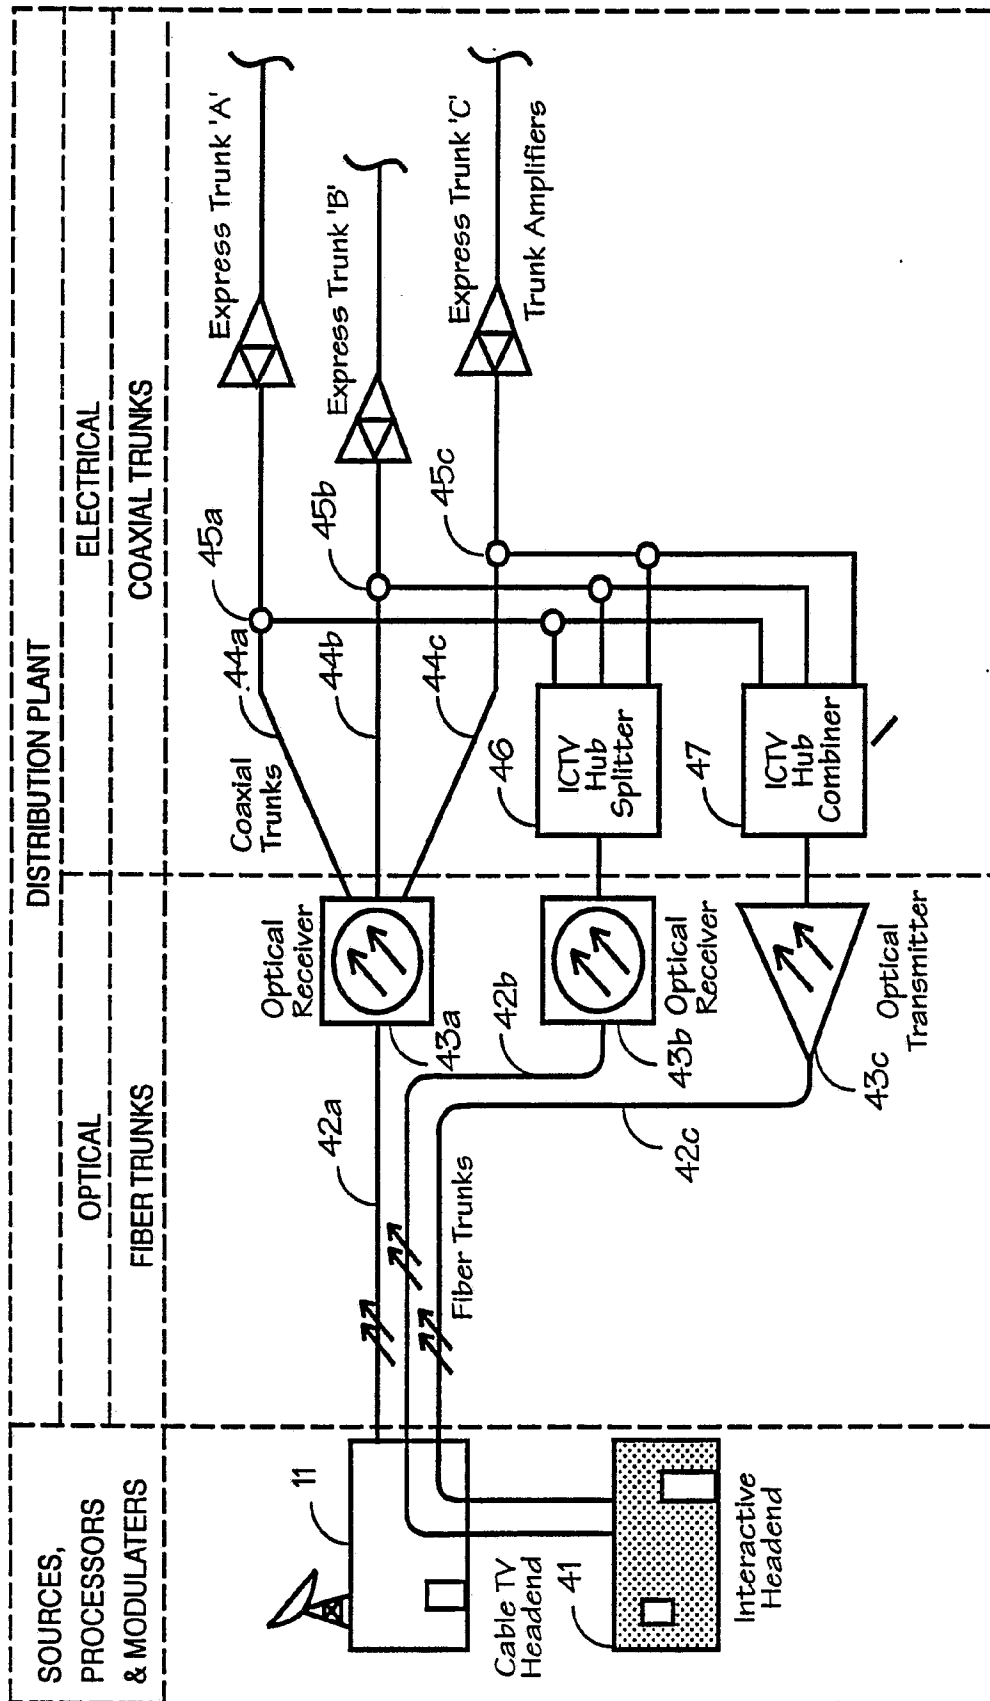 DISTRIBUTION PLANT
SOURCES,
PROCESSORS
& MODULATERS
OPTICAL
ELECTRICAL
FIBER TRUNKS
COAXIAL TRUNKS
11
Cable TV
Headend
41
Interactive
Headend
42a
Fiber Trunks
42b
42c
Optical
Receiver
43a
Optical
Receiver
43b
Optical
Transmitter
43c
Coaxial
Trunks
44a
44b
44c
45a
45b
45c
46
ICTV
Hub
Splitter
47
ICTV
Hub
Combiner
Express Trunk 'A'
Express Trunk 'B'
Express Trunk 'C'
Trunk Amplifiers